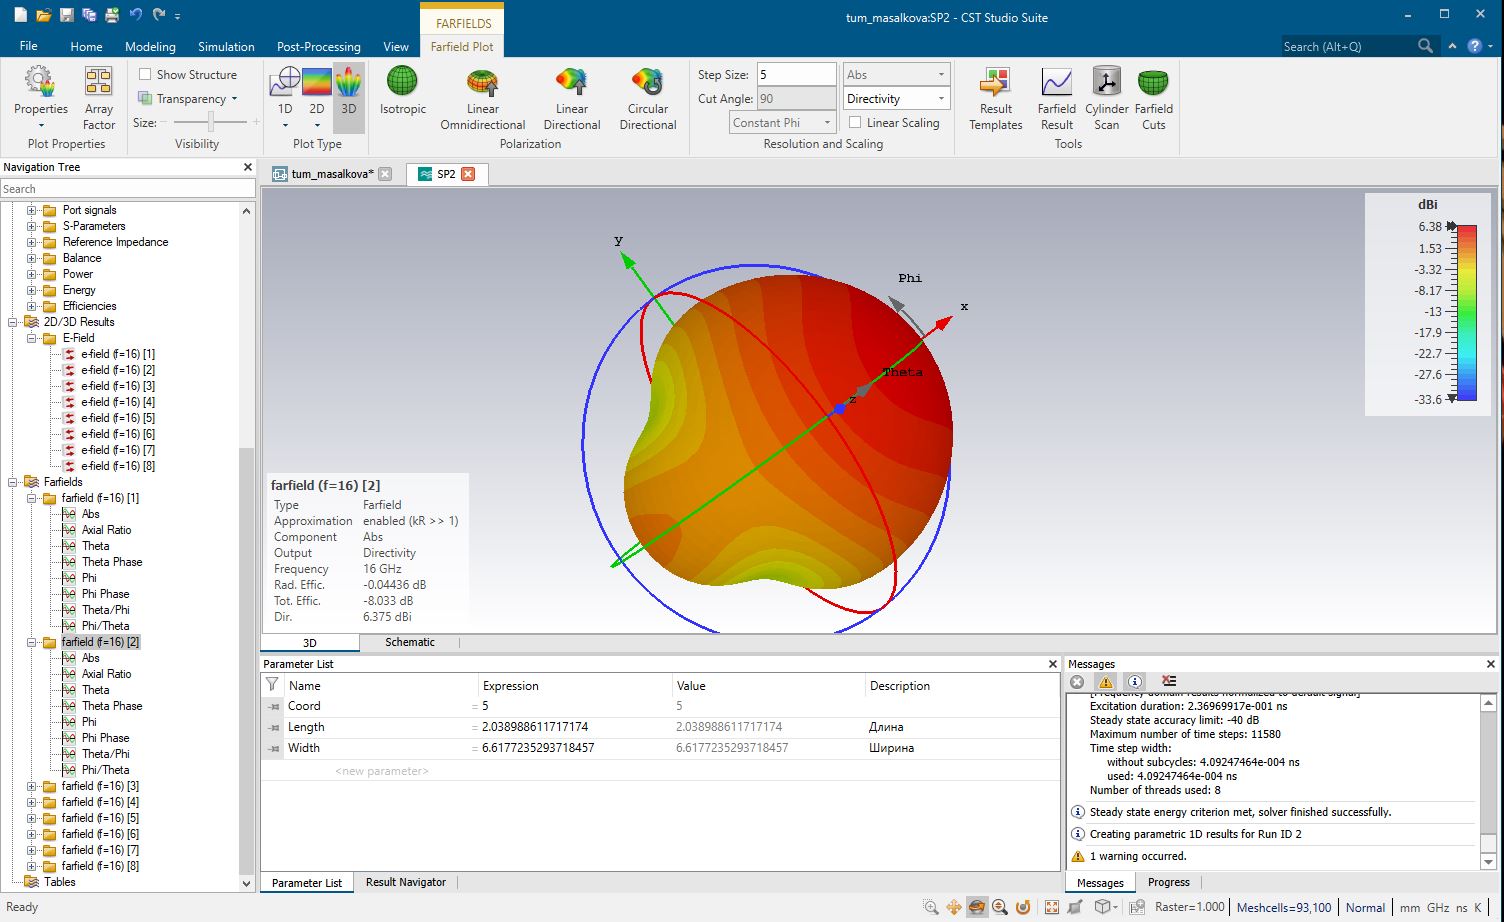 tum_masalkova:SP2 - CST Studio Suite
FARFIELDS
File Home Modeling Simulation Post-Processing View Farfield Plot
Search (Alt+Q)
Properties
Array Factor
Plot Properties
Show Structure
Transparency
Size:
Visibility
1D 2D 3D
Plot Type
Isotropic
Linear Omnidirectional
Linear Directional
Circular Directional
Polarization
Step Size: 5 Abs
Cut Angle: 90 Directivity
Constant Phi Linear Scaling
Resolution and Scaling
Result Templates
Farfield Result
Cylinder Scan
Farfield Cuts
Tools
Navigation Tree
Search
Port signals
S-Parameters
Reference Impedance
Balance
Power
Energy
Efficiencies
2D/3D Results
E-Field
e-field (f=16) [1]
e-field (f=16) [2]
e-field (f=16) [3]
e-field (f=16) [4]
e-field (f=16) [5]
e-field (f=16) [6]
e-field (f=16) [7]
e-field (f=16) [8]
Farfields
farfield (f=16) [1]
Abs
Axial Ratio
Theta
Theta Phase
Phi
Phi Phase
Theta/Phi
Phi/Theta
farfield (f=16) [2]
Abs
Axial Ratio
Theta
Theta Phase
Phi
Phi Phase
Theta/Phi
Phi/Theta
farfield (f=16) [3]
farfield (f=16) [4]
farfield (f=16) [5]
farfield (f=16) [6]
farfield (f=16) [7]
farfield (f=16) [8]
Tables
tum_masalkova* SP2
y
Phi
x
Theta
z
dBi
6.38
1.53
-3.32
-8.17
-13
-17.9
-22.7
-27.6
-33.6
farfield (f=16) [2]
Type Farfield
Approximation enabled (kR >> 1)
Component Abs
Output Directivity
Frequency 16 GHz
Rad. Effic. -0.04436 dB
Tot. Effic. -8.033 dB
Dir. 6.375 dBi
3D Schematic
Parameter List
Name Expression Value Description
Coord = 5 5
Length = 2.038988611717174 2.038988611717174 Длина
Width = 6.6177235293718457 6.6177235293718457 Ширина
<new parameter>
Parameter List Result Navigator
Messages
[Frequency domain results normalized to default signal]
Excitation duration: 2.36969917e-001 ns
Steady state accuracy limit: -40 dB
Maximum number of time steps: 11580
Time step width:
without subcycles: 4.09247464e-004 ns
used: 4.09247464e-004 ns
Number of threads used: 8
Steady state energy criterion met, solver finished successfully.
Creating parametric 1D results for Run ID 2
1 warning occurred.
Messages Progress
Ready
Raster=1.000 Meshcells=93,100 Normal mm GHz ns K